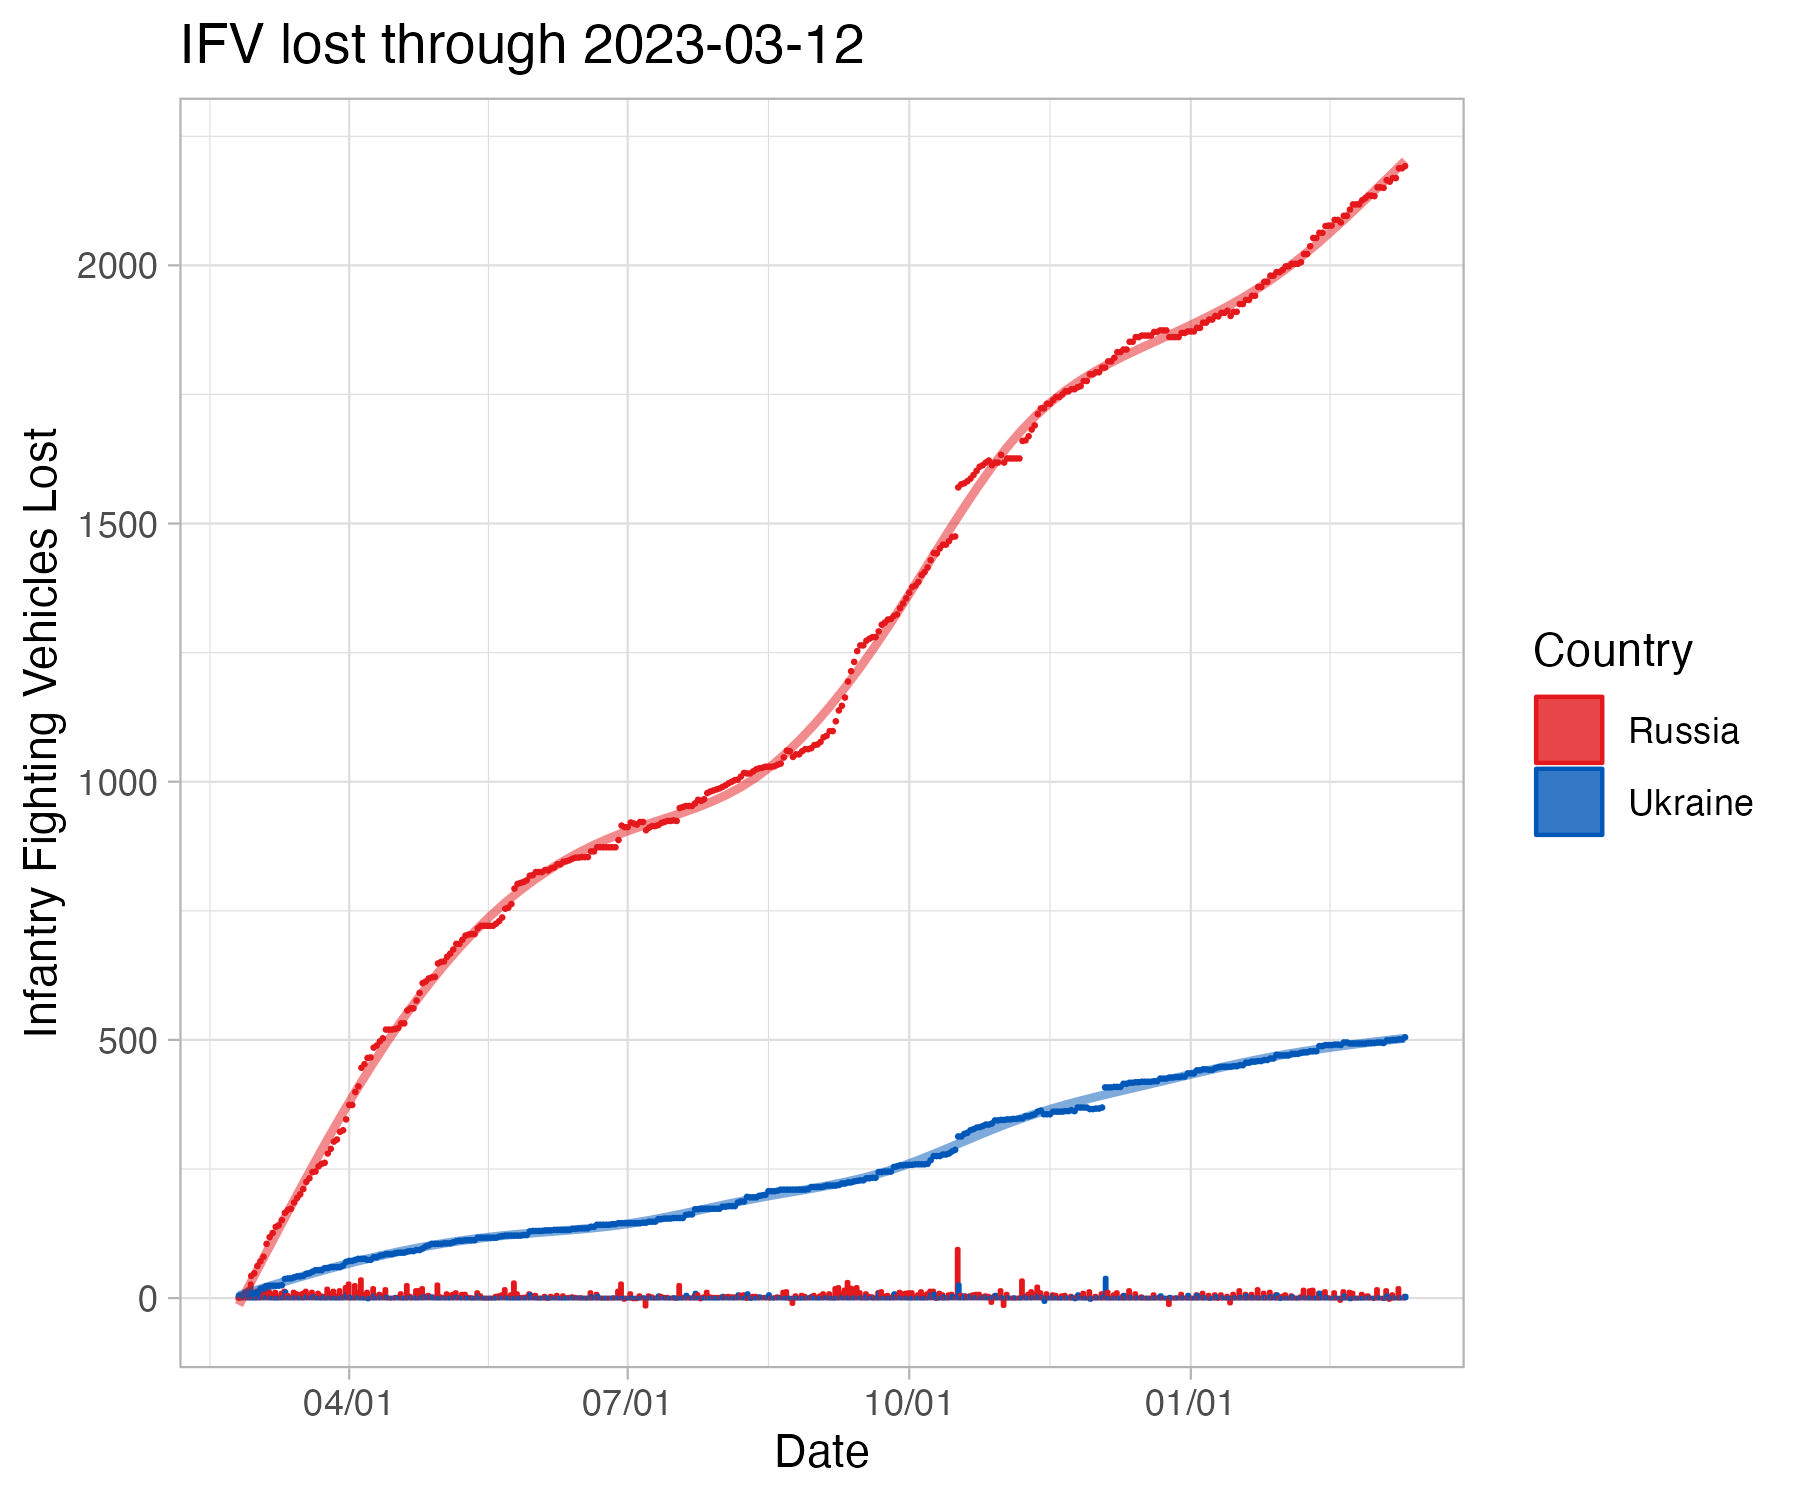 IFV lost through 2023-03-12
Infantry Fighting Vehicles Lost
2000
1500
1000
500
0
04/01
07/01
10/01
01/01
Date
Country
Russia
Ukraine